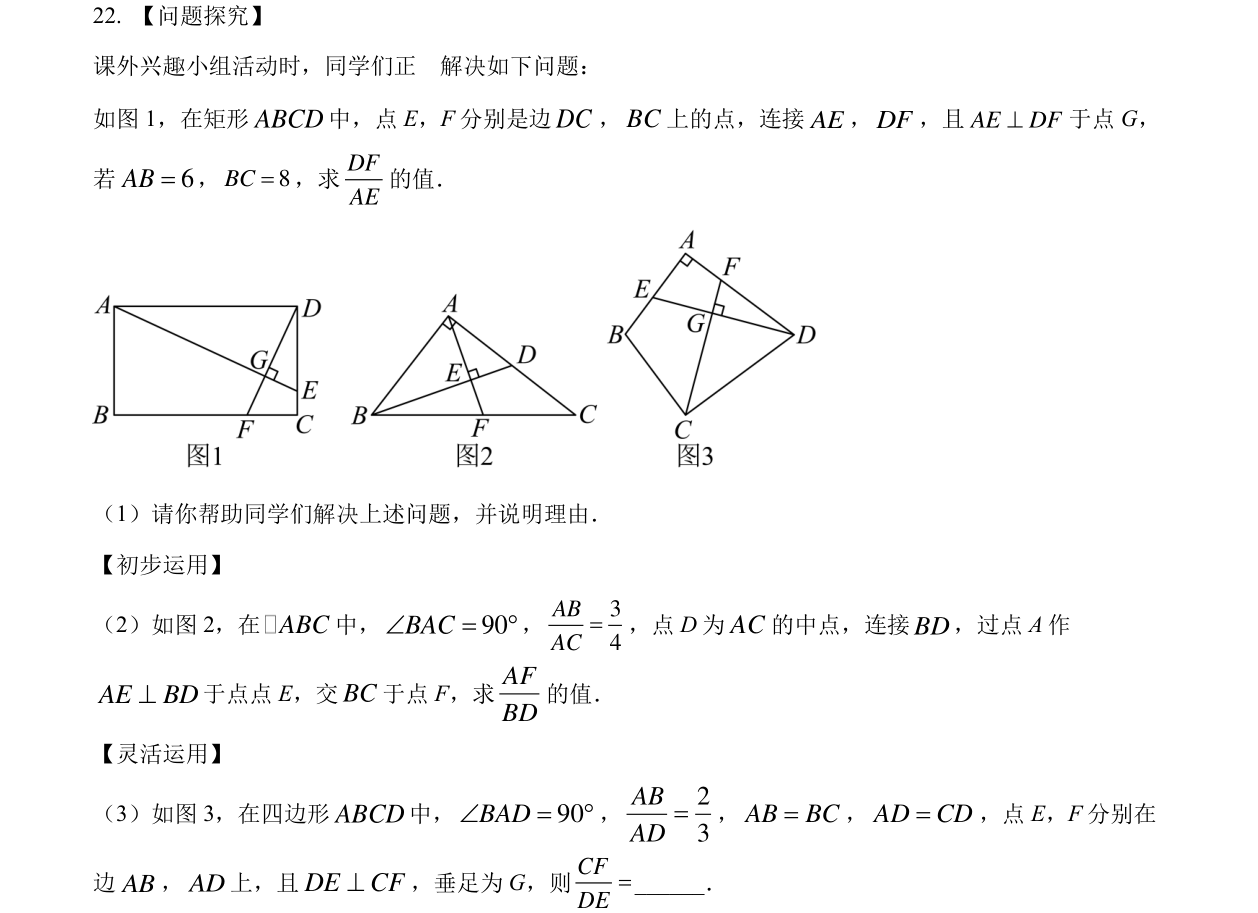 22. 【问题探究】
课外兴趣小组活动时，同学们正 解决如下问题：
如图 1，在矩形 ABCD 中，点 E，F 分别是边 DC ， BC 上的点，连接 AE ， DF ，且 AE ⊥ DF 于点 G，
若 AB = 6， BC = 8，求 DF/AE 的值．
A D G E B F C 图1
A D E B F C 图2
A F E G B D C 图3
（1）请你帮助同学们解决上述问题，并说明理由．
【初步运用】
（2）如图 2，在□ABC 中，∠BAC = 90°， AB/AC = 3/4 ，点 D 为 AC 的中点，连接 BD ，过点 A 作
AE ⊥ BD 于点点 E，交 BC 于点 F，求 AF/BD 的值．
【灵活运用】
（3）如图 3，在四边形 ABCD 中，∠BAD = 90°， AB/AD = 2/3 ， AB = BC ， AD = CD ，点 E，F 分别在
边 AB ， AD 上，且 DE ⊥ CF ，垂足为 G，则 CF/DE = ______．